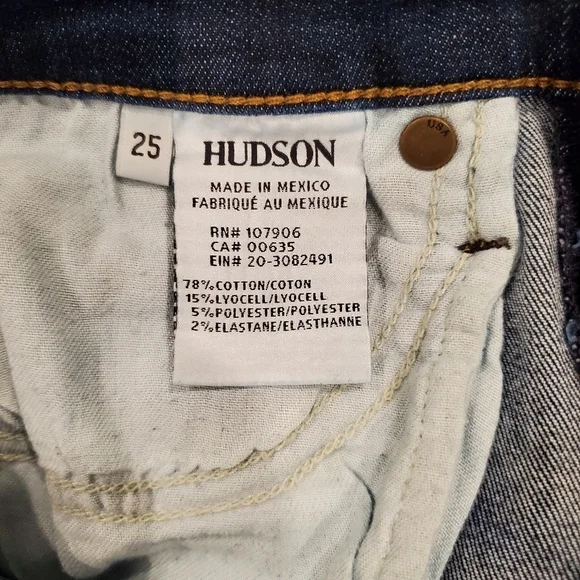 25
HUDSON
MADE IN MEXICO
FABRIQUÉ AU MEXIQUE
RN# 107906
CA# 00635
EIN# 20-3082491
78%COTTON/COTON
15%LYOCELL/LYOCELL
5%POLYESTER/POLYESTER
2%ELASTANE/ELASTHANNE
USA